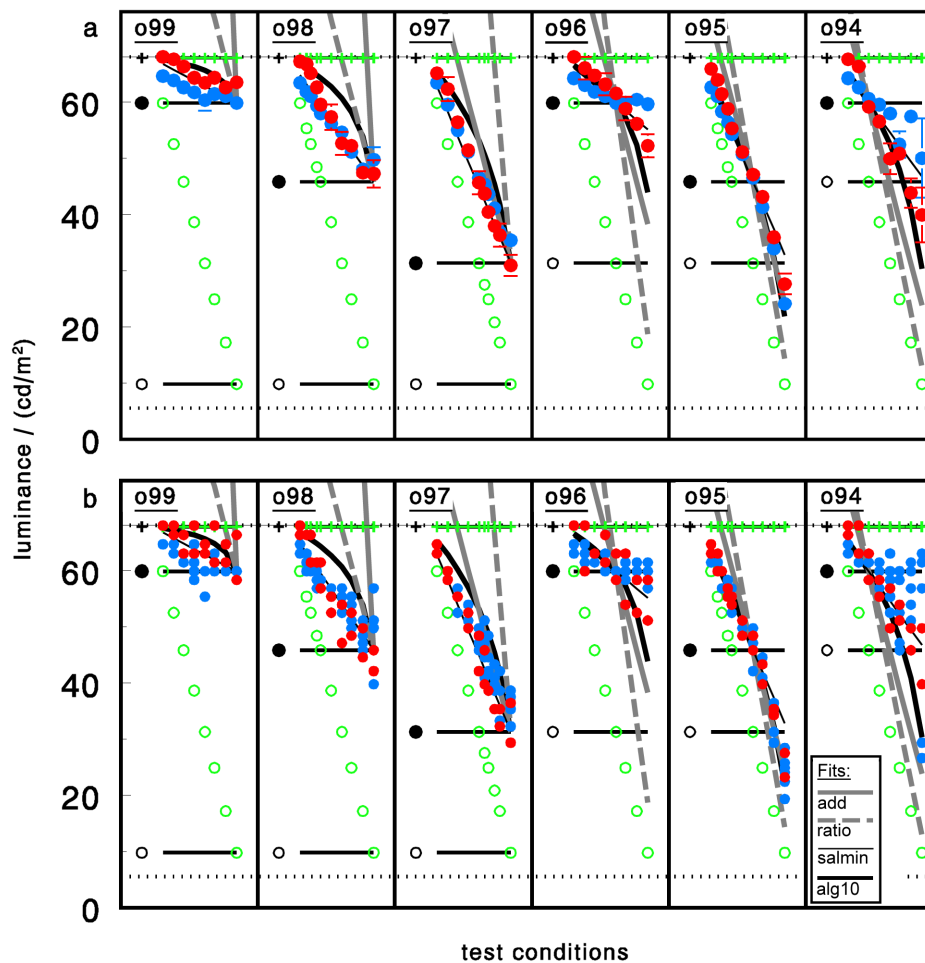 a
o99 o98 o97 o96 o95 o94
60
40
20
0
luminance / (cd/m²)
b
o99 o98 o97 o96 o95 o94
60
40
20
0
Fits:
add
ratio
salmin
alg10
test conditions